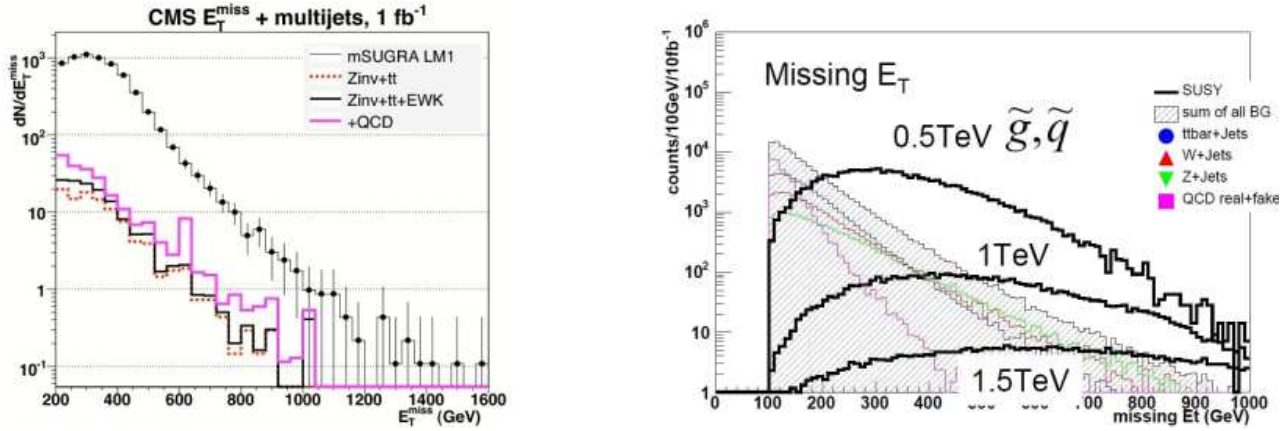 CMS E_T^miss + multijets, 1 fb^-1
dN/dE_T^miss
10^3
10^2
10
1
10^-1
mSUGRA LM1
Zinv+tt
Zinv+tt+EWK
+QCD
200 400 600 800 1000 1200 1400 1600
E_T^miss (GeV)
counts/10GeV/10fb^-1
10^6
10^5
10^4
10^3
10^2
10
1
Missing E_T
0.5TeV g̃,q̃
1TeV
1.5TeV
SUSY
sum of all BG
ttbar+Jets
W+Jets
Z+Jets
QCD real+fake
0 100 200 300 400 1000
missing Et (GeV)